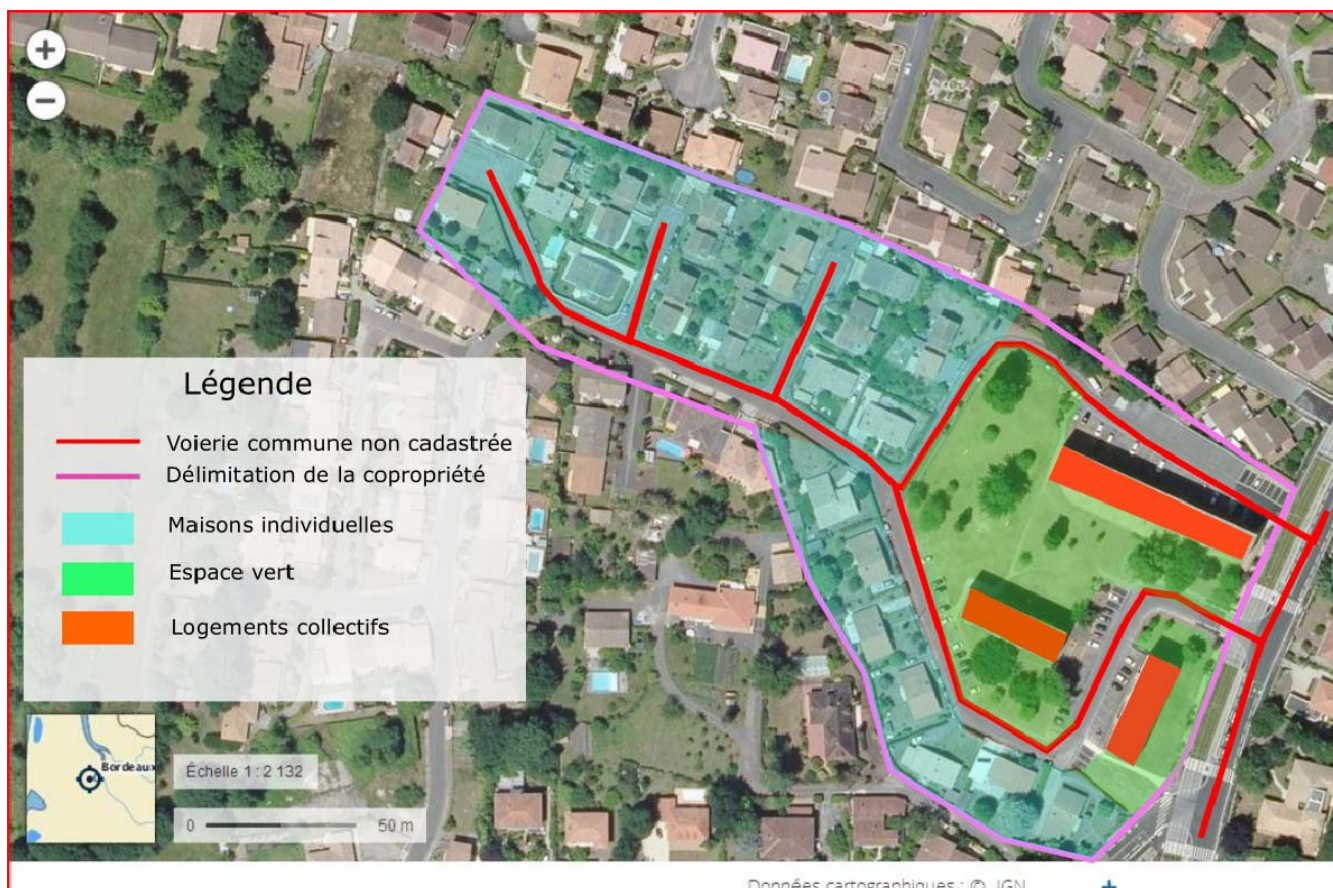 +
−
Légende
Voierie commune non cadastrée
Délimitation de la copropriété
Maisons individuelles
Espace vert
Logements collectifs
Bordeaux
Échelle 1 : 2 132
0 50 m
Données cartographiques : © IGN
+